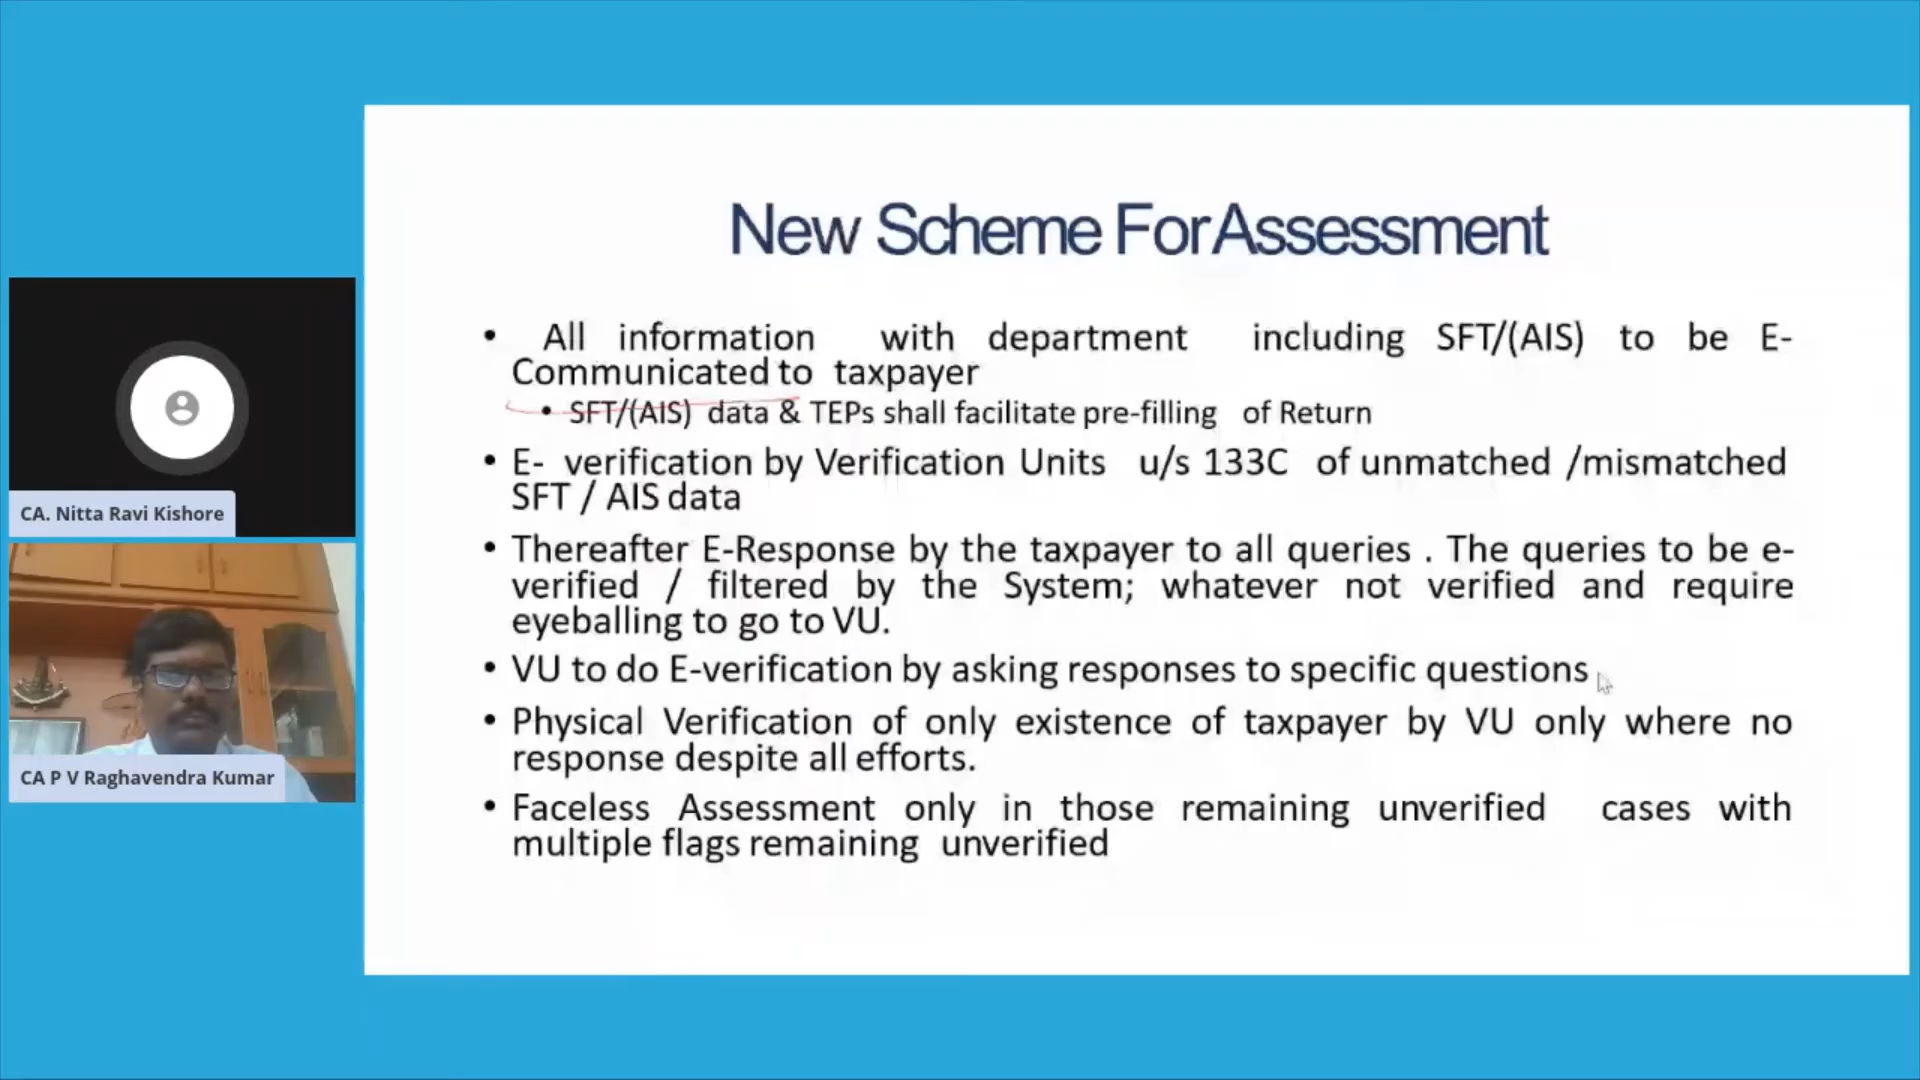 New Scheme ForAssessment
• All information with department including SFT/(AIS) to be E-
Communicated to taxpayer
• SFT/(AIS) data & TEPs shall facilitate pre-filling of Return
• E- verification by Verification Units u/s 133C of unmatched /mismatched
SFT / AIS data
• Thereafter E-Response by the taxpayer to all queries . The queries to be e-
verified / filtered by the System; whatever not verified and require
eyeballing to go to VU.
• VU to do E-verification by asking responses to specific questions
• Physical Verification of only existence of taxpayer by VU only where no
response despite all efforts.
• Faceless Assessment only in those remaining unverified cases with
multiple flags remaining unverified
CA. Nitta Ravi Kishore
CA P V Raghavendra Kumar